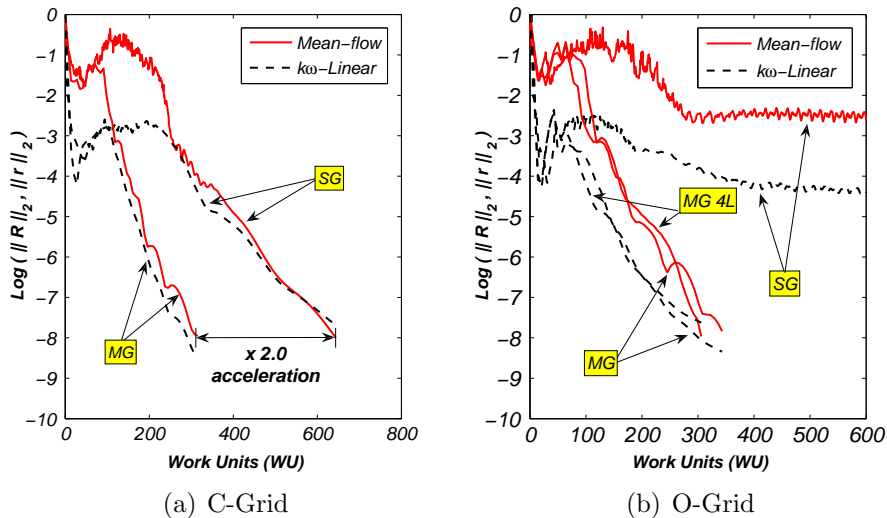 0
−1
−2
−3
−4
−5
−6
−7
−8
−9
−10
Log ( || R || 2 , || r || 2 )
Mean−flow
kω−Linear
SG
MG
x 2.0
acceleration
0 200 400 600 800
Work Units (WU)
(a) C-Grid
0
−1
−2
−3
−4
−5
−6
−7
−8
−9
−10
Log ( || R || 2 , || r || 2 )
Mean−flow
kω−Linear
MG 4L
SG
MG
0 100 200 300 400 500 600
Work Units (WU)
(b) O-Grid